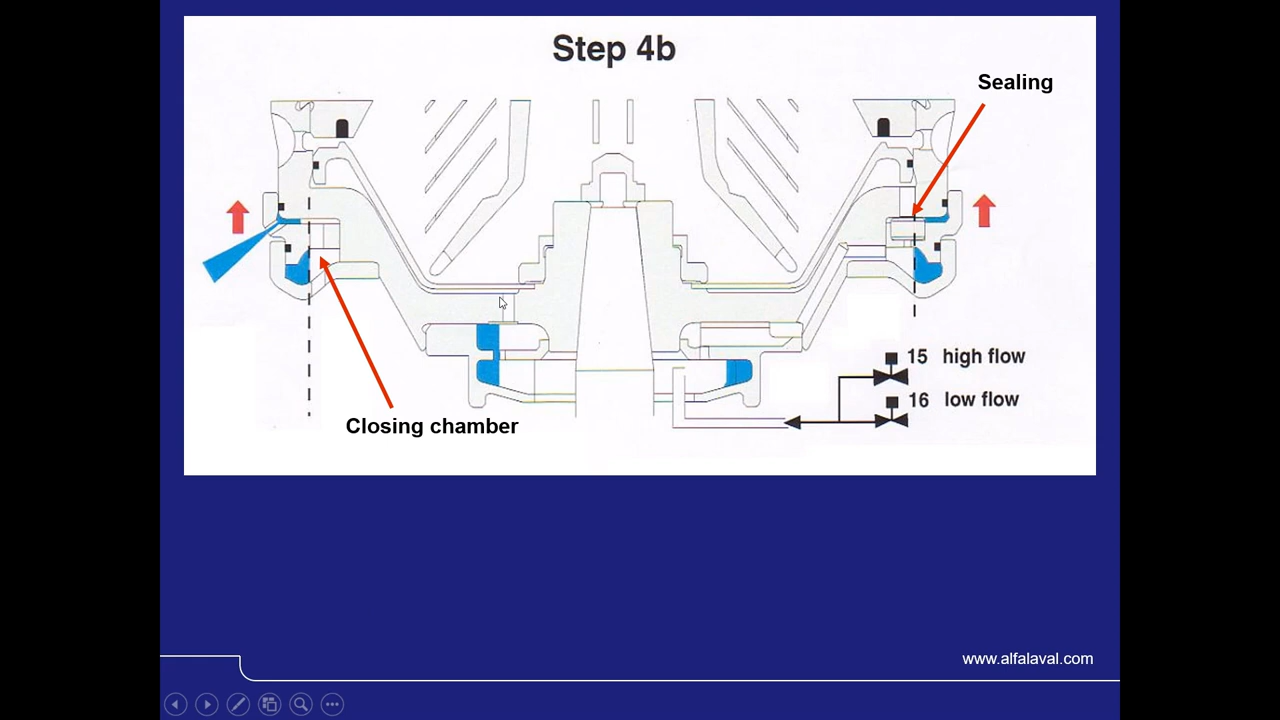 Step 4b
Sealing
15 high flow
16 low flow
Closing chamber
www.alfalaval.com